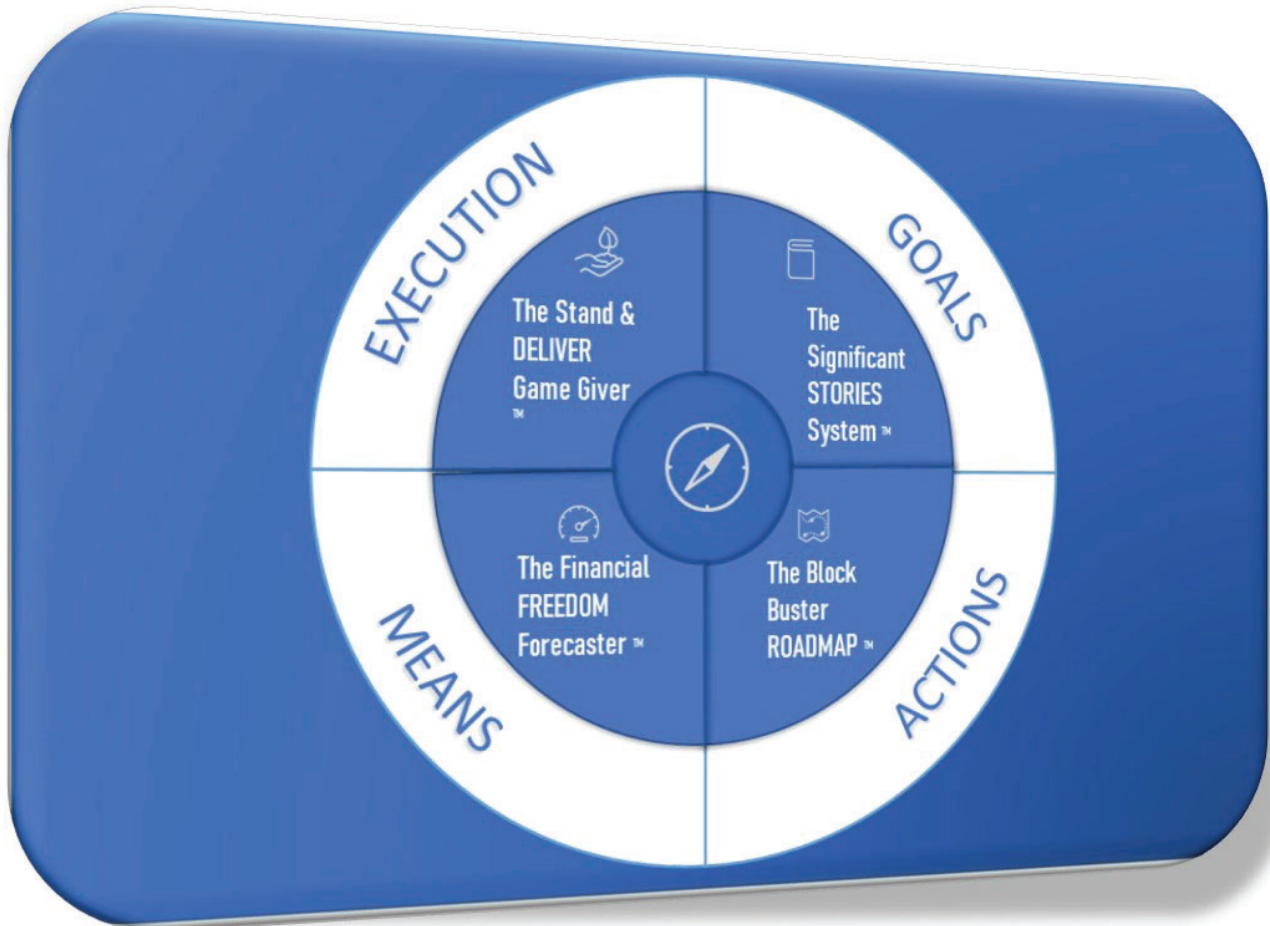 EXECUTION
GOALS
The Stand &
DELIVER
Game Giver
™
The
Significant
STORIES
System ™
The Financial
FREEDOM
Forecaster ™
The Block
Buster
ROADMAP ™
MEANS
ACTIONS